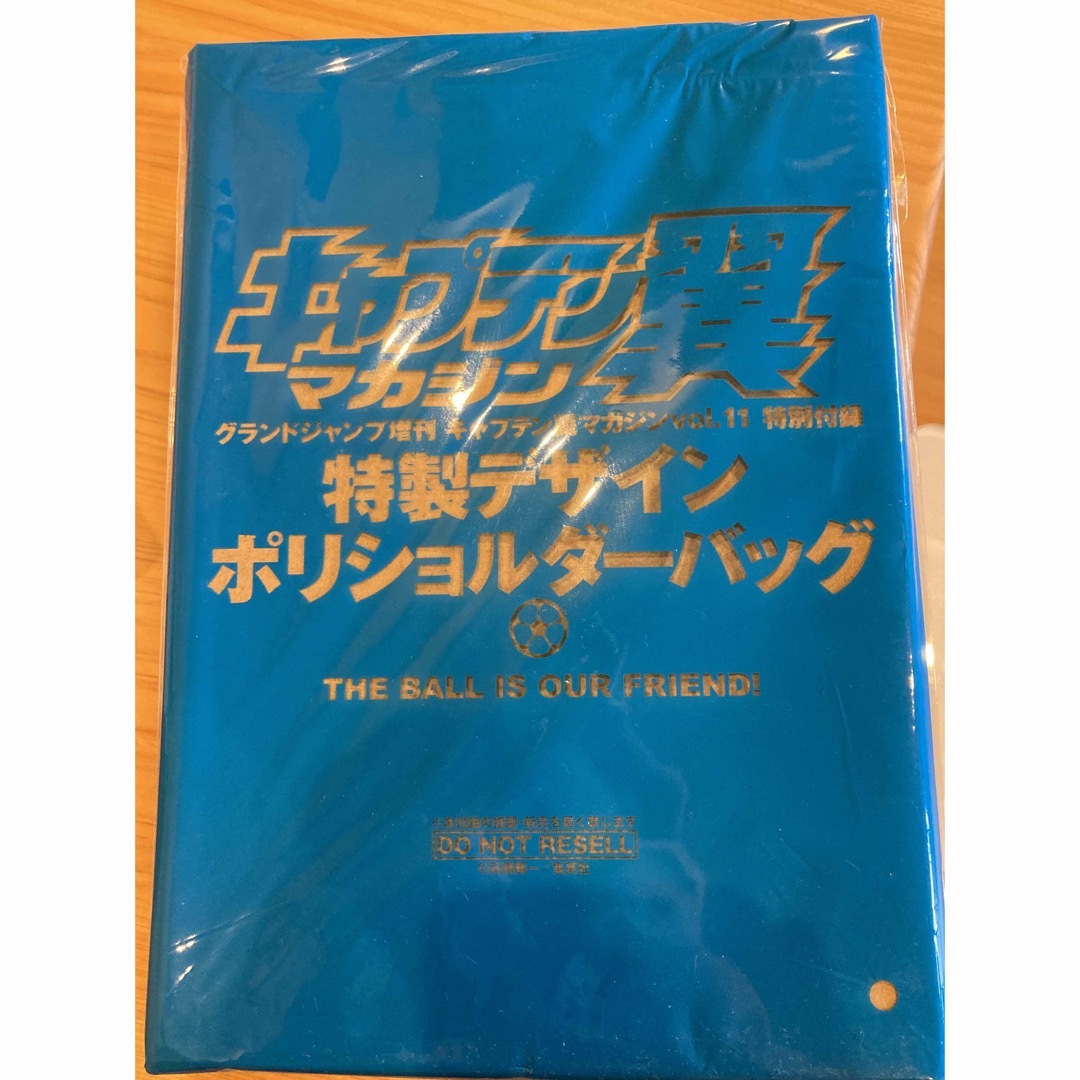 キャプテン翼
マガジン
グランドジャンプ増刊 キャプテン翼マガジンvol.11 特別付録
特製デザイン
ポリショルダーバッグ
THE BALL IS OUR FRIEND!
DO NOT RESELL